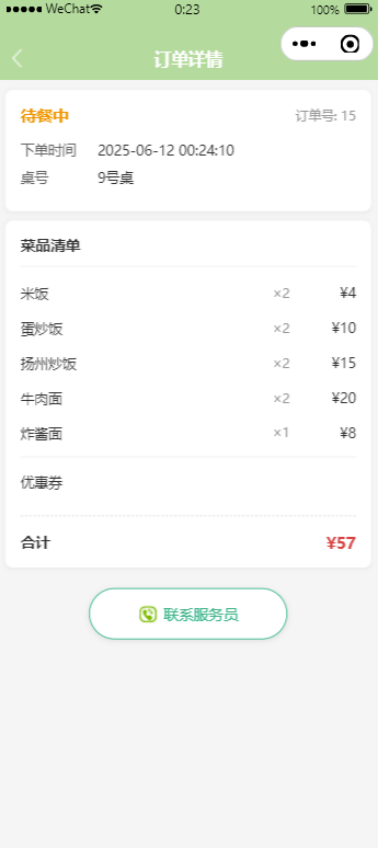 WeChat 0:23 100%
订单详情
待餐中 订单号: 15
下单时间 2025-06-12 00:24:10
桌号 9号桌
菜品清单
米饭 ×2 ¥4
蛋炒饭 ×2 ¥10
扬州炒饭 ×2 ¥15
牛肉面 ×2 ¥20
炸酱面 ×1 ¥8
优惠券
合计 ¥57
联系服务员